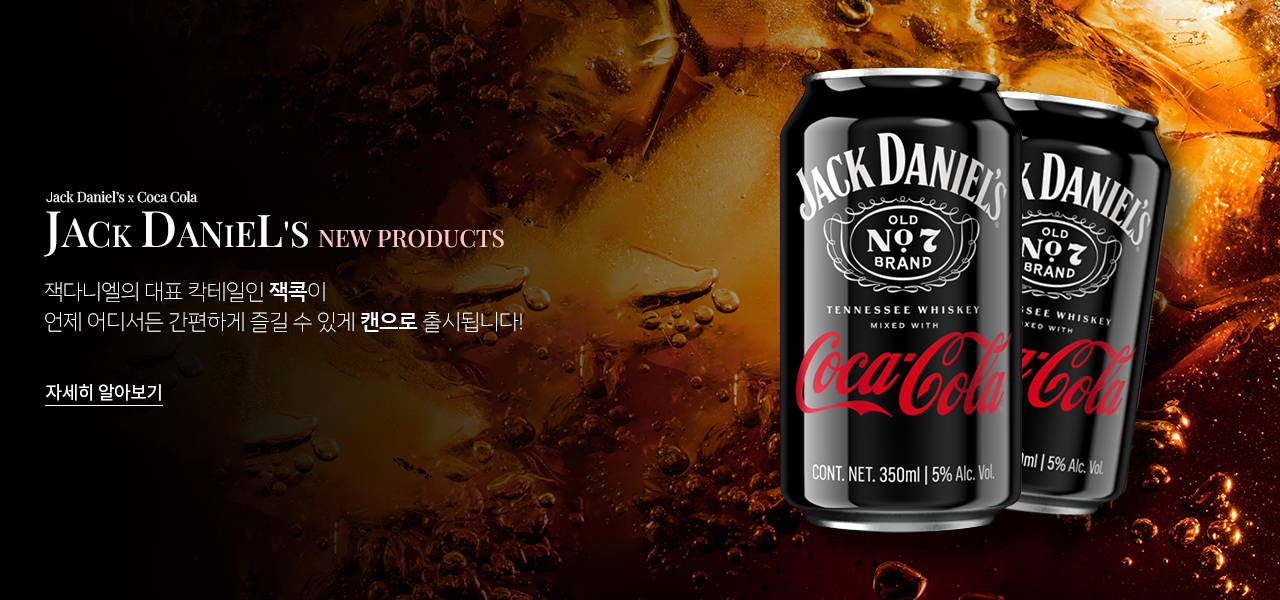 Jack Daniel's x Coca Cola
JACK DANIEL'S NEW PRODUCTS
잭다니엘의 대표 칵테일인 잭콕이
언제 어디서든 간편하게 즐길 수 있게 캔으로 출시됩니다!
자세히 알아보기
JACK DANIEL'S
OLD
No. 7
BRAND
TENNESSEE WHISKEY
MIXED WITH
Coca-Cola
CONT. NET. 350ml | 5% Alc. Vol.
K DANIEL'S
OLD
No. 7
BRAND
SSEE WHISKEY
XED WITH
a-Cola
ml | 5% Alc. Vol.